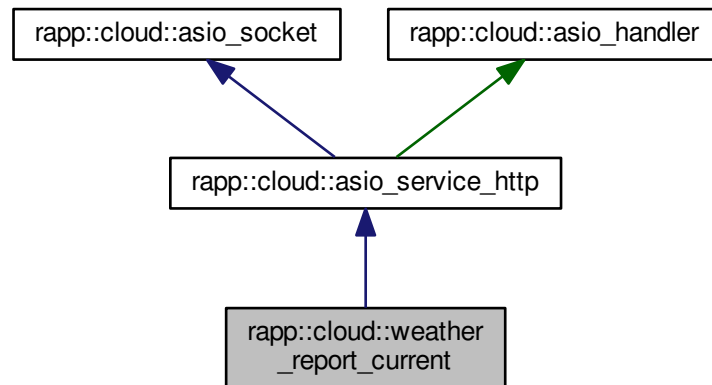 rapp::cloud::asio_socket
rapp::cloud::asio_handler
rapp::cloud::asio_service_http
rapp::cloud::weather
_report_current